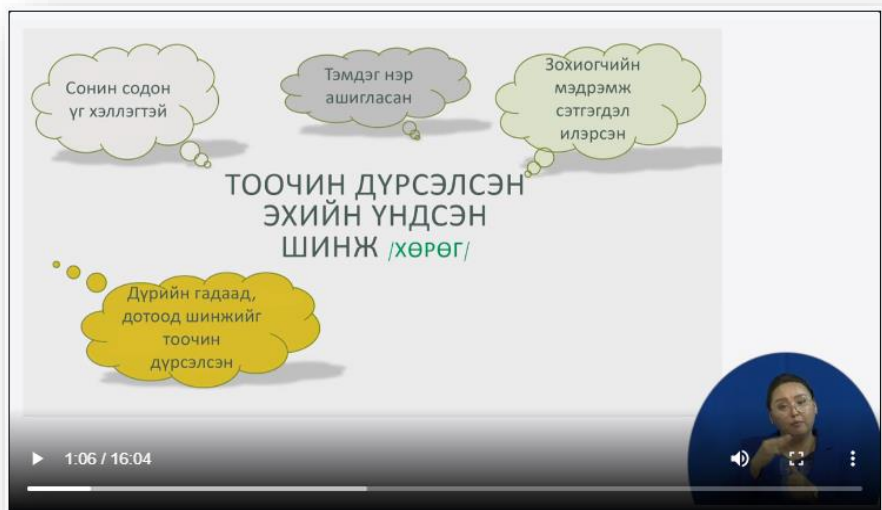 Сонин содон
үг хэллэгтэй
Тэмдэг нэр
ашигласан
Зохиогчийн
мэдрэмж
сэтгэгдэл
илэрсэн
ТООЧИН ДҮРСЭЛСЭН
ЭХИЙН ҮНДСЭН
ШИНЖ /ХӨРӨГ/
Дүрийн гадаад,
дотоод шинжийг
тоочин
дүрсэлсэн
1:06 / 16:04